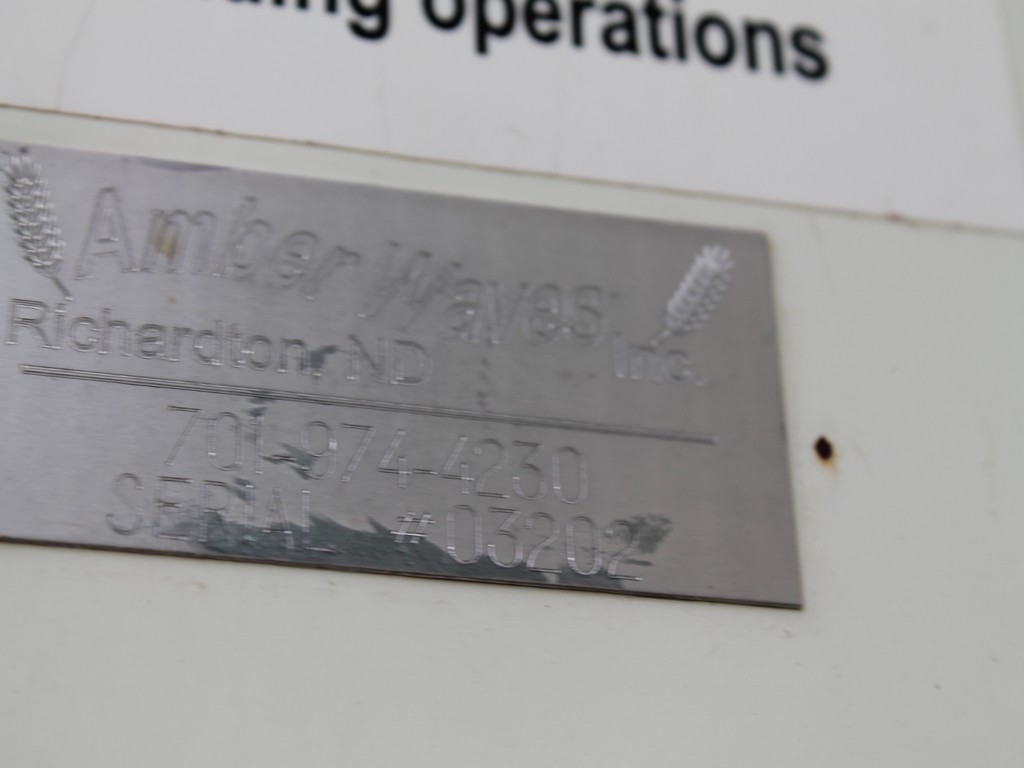 operations
Amber Waves Inc.
Richardton, ND
701-974-4230
SERIAL #03202